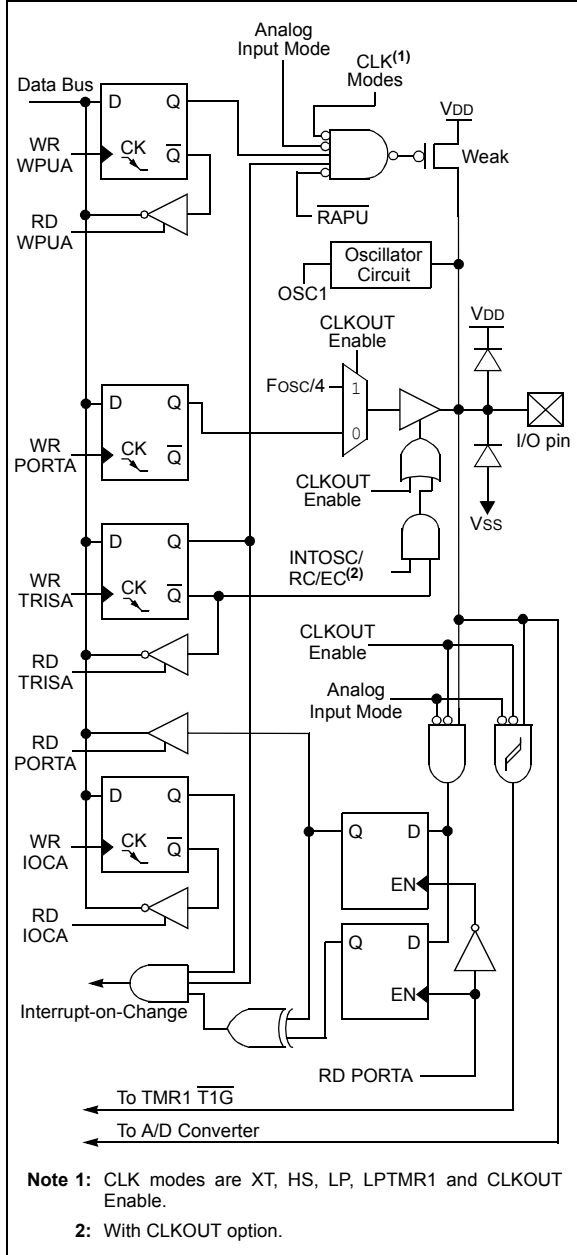 Analog
Input Mode
CLK(1)
Modes
Data Bus
D Q
WR
WPUA
CK Q
VDD
Weak
RAPU
RD
WPUA
Oscillator
Circuit
OSC1
CLKOUT
Enable
VDD
FOSC/4
1
0
D Q
WR
PORTA
CK Q
I/O pin
CLKOUT
Enable
VSS
D Q
WR
TRISA
CK Q
INTOSC/
RC/EC(2)
RD
TRISA
CLKOUT
Enable
Analog
Input Mode
RD
PORTA
D Q
WR
IOCA
CK Q
Q D
EN
RD
IOCA
Q D
EN
Interrupt-on-Change
RD PORTA
To TMR1 T1G
To A/D Converter
Note 1: CLK modes are XT, HS, LP, LPTMR1 and CLKOUT
Enable.
2: With CLKOUT option.